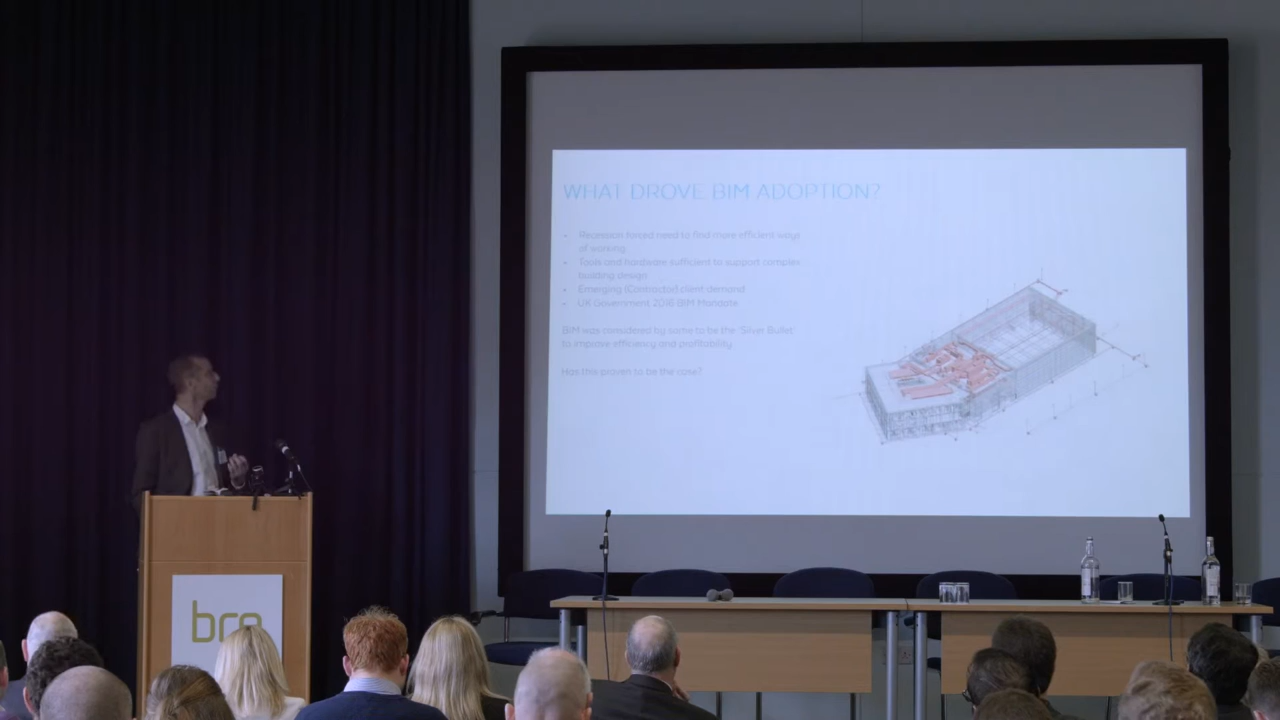 WHAT DROVE BIM ADOPTION?
- Recession forced need to find more efficient ways
of working
- Tools and hardware sufficient to support complex
building design
- Emerging (Contractor) client demand
- UK Government 2016 BIM Mandate
BIM was considered by some to be the 'Silver Bullet'
to improve efficiency and profitability
Has this proven to be the case?
bre